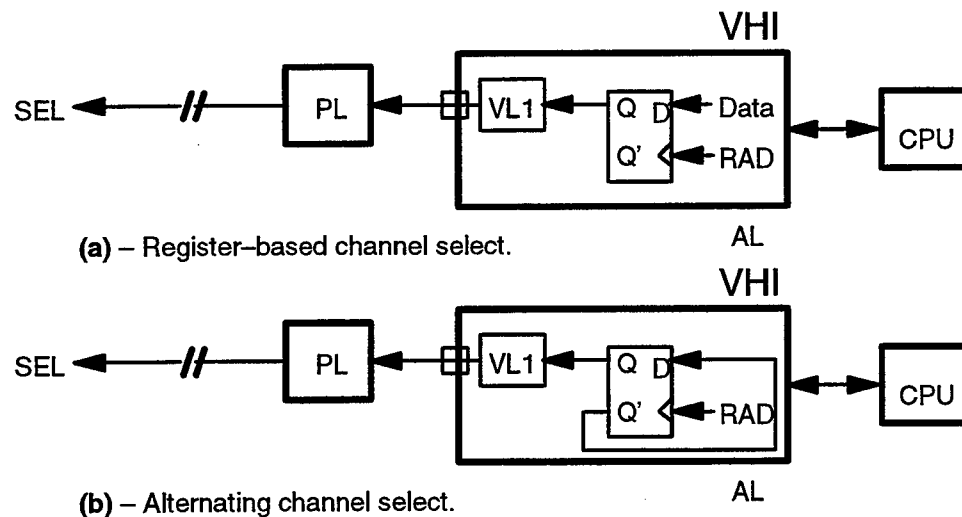 VHI
SEL
PL
VL1
Q D
Data
Q'
RAD
CPU
AL
(a) – Register–based channel select.
VHI
SEL
PL
VL1
Q D
Q'
RAD
CPU
AL
(b) – Alternating channel select.